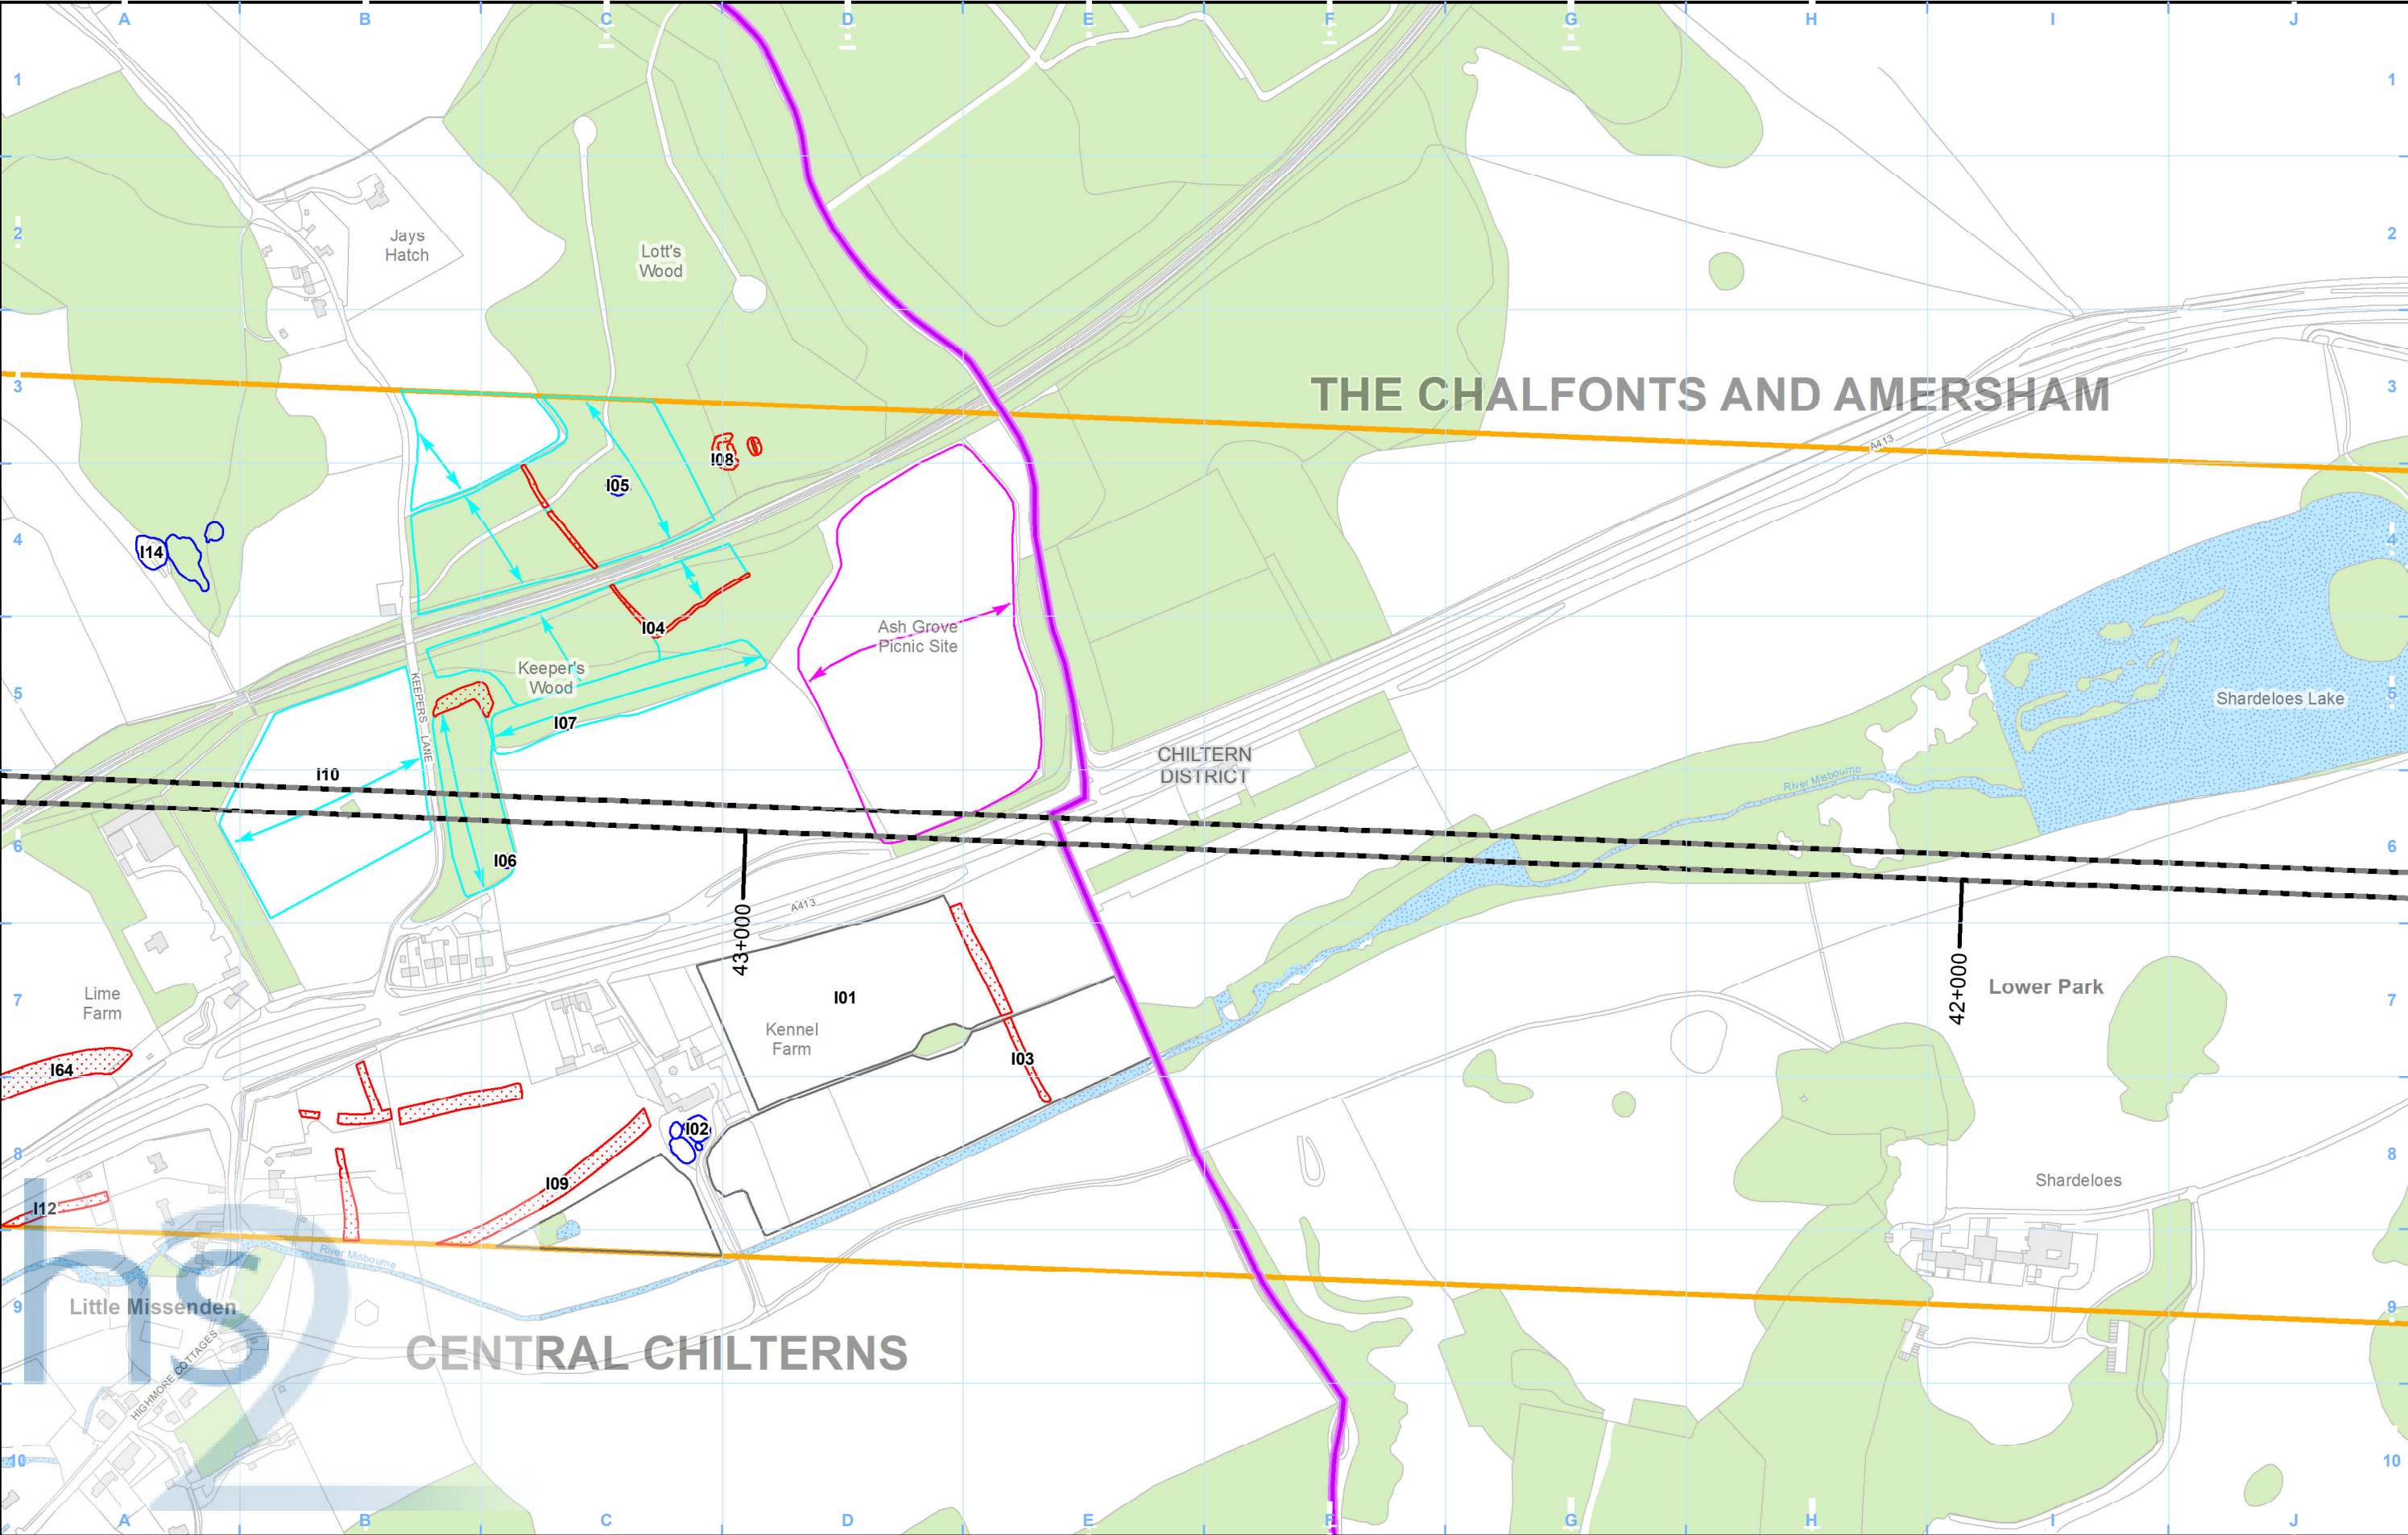 A B C D E F G H I J
1 1
Jays
Hatch
Lott's
Wood
2 2
3 3
THE CHALFONTS AND AMERSHAM
A413
I08
I05
I14
4 4
I04
Ash Grove
Picnic Site
Keeper's
Wood
KEEPERS LANE
5 5
Shardeloes Lake
I07
CHILTERN
DISTRICT
I10
River Misbourne
6 6
I06
A413
43+000
42+000
Lower Park
Lime
Farm
7 7
I01
Kennel
Farm
I03
I64
I02
8 8
I09
Shardeloes
I12
River Misbourne
hs2
9 9
Little Missenden
CENTRAL CHILTERNS
HIGHMORE COTTAGES
10 10
A B C D E F G H I J